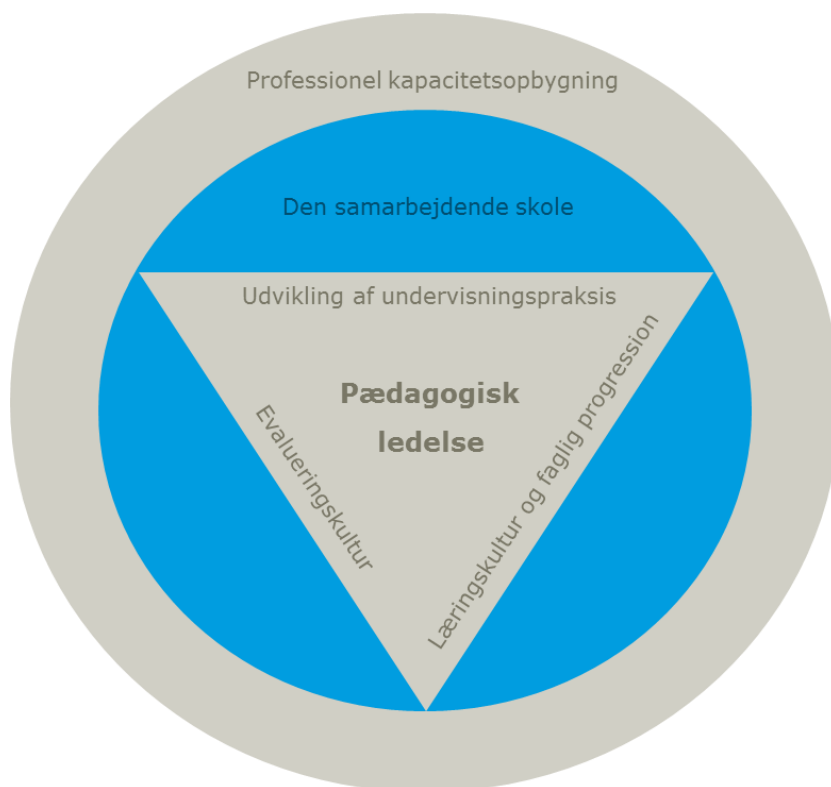 Professionel kapacitetsopbygning
Den samarbejdende skole
Udvikling af undervisningspraksis
Pædagogisk
ledelse
Evalueringskultur
Læringskultur og faglig progression